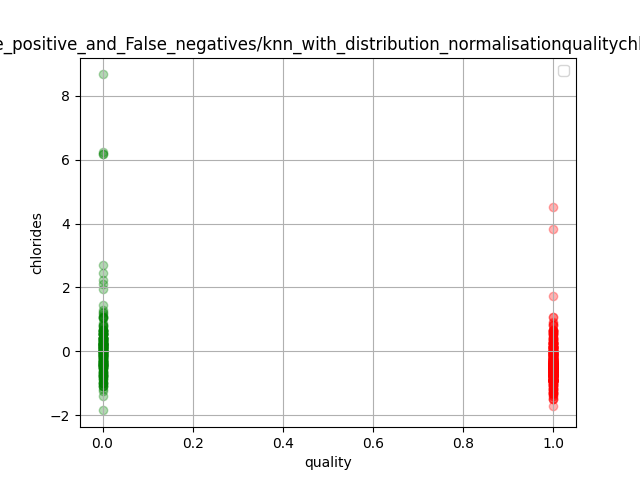 e_positive_and_False_negatives/knn_with_distribution_normalisationqualitychl
8
6
4
2
0
−2
chlorides
0.0 0.2 0.4 0.6 0.8 1.0
quality